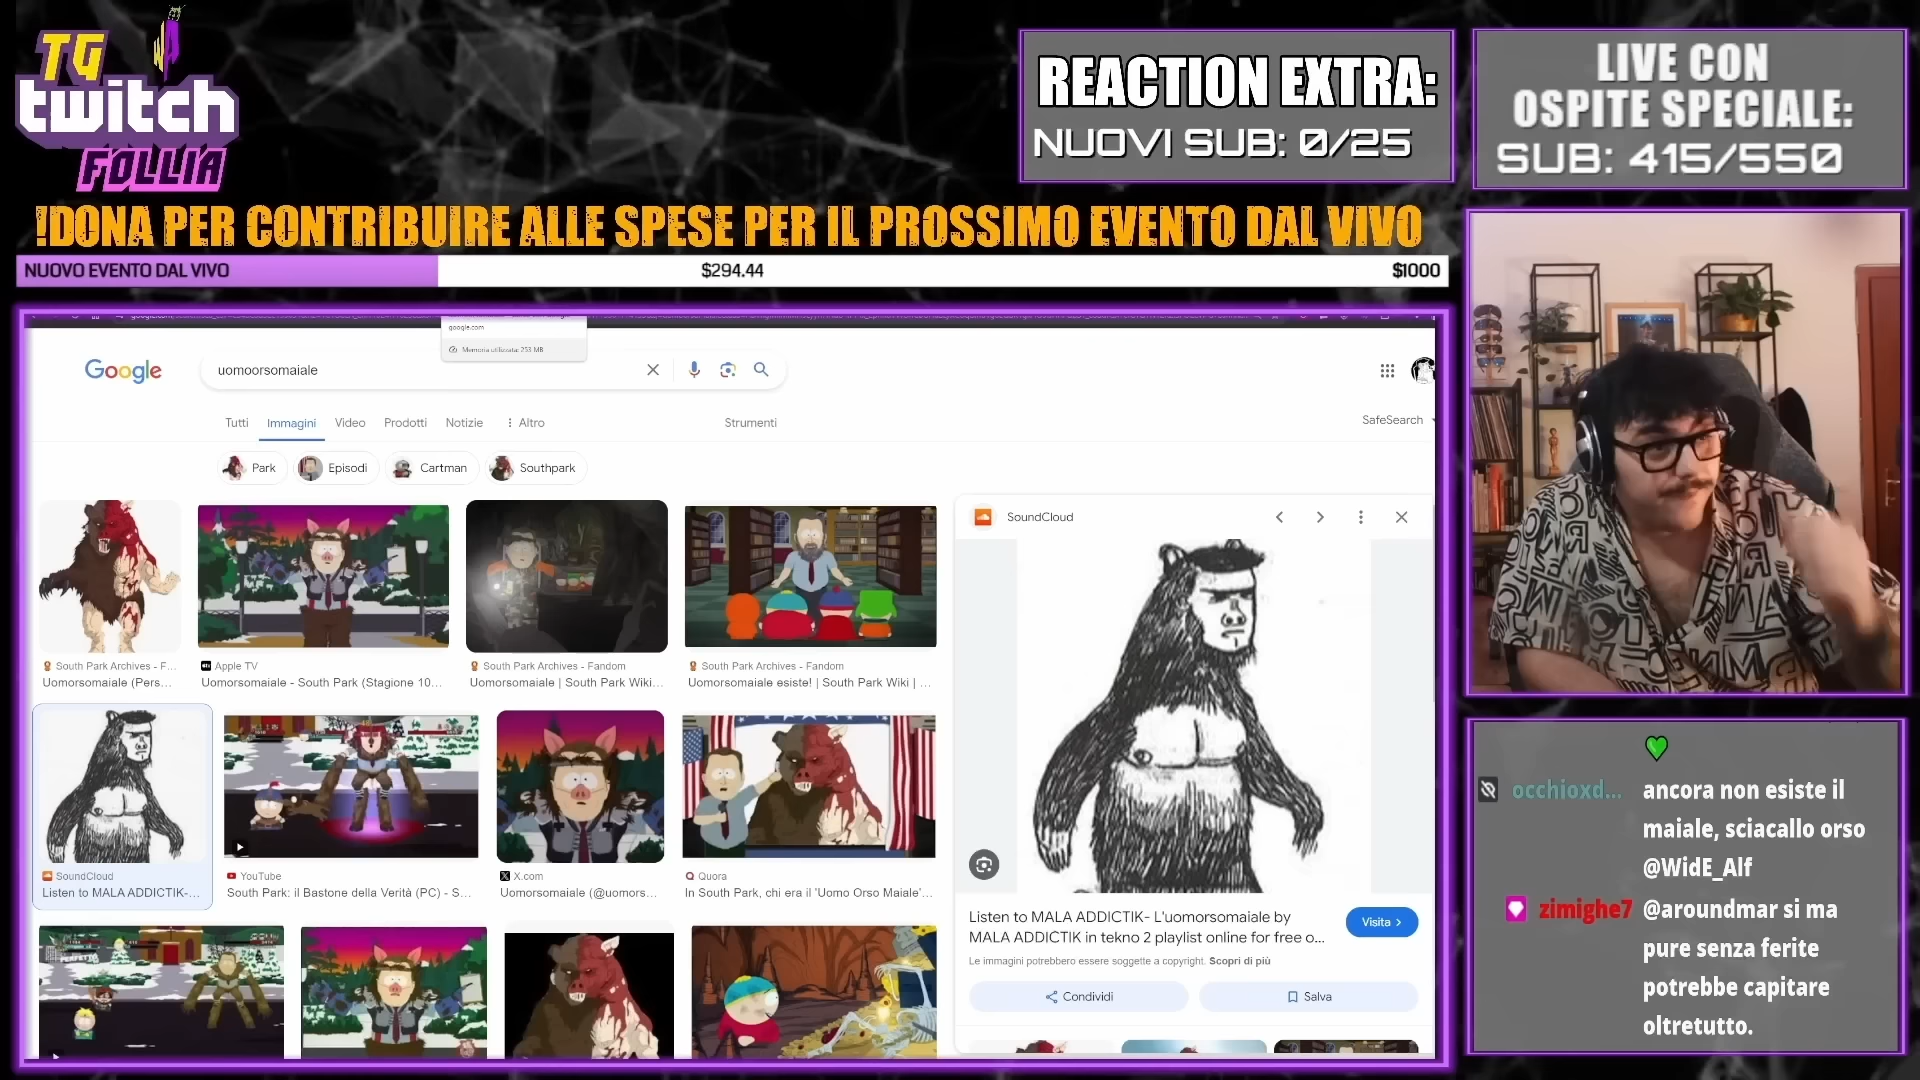 TG
twitch
FOLLIA
REACTION EXTRA:
NUOVI SUB: 0/25
LIVE CON
OSPITE SPECIALE:
SUB: 415/550
!DONA PER CONTRIBUIRE ALLE SPESE PER IL PROSSIMO EVENTO DAL VIVO
NUOVO EVENTO DAL VIVO
$294.44
$1000
google.com
Memoria utilizzata: 253 MB
Google
uomoorsomaiale
Tutti
Immagini
Video
Prodotti
Notizie
Altro
Strumenti
SafeSearch
Park
Episodi
Cartman
Southpark
South Park Archives - F...
Uomorsomaiale (Pers...
Apple TV
Uomorsomaiale - South Park (Stagione 10...
South Park Archives - Fandom
Uomorsomaiale | South Park Wiki...
South Park Archives - Fandom
Uomorsomaiale esiste! | South Park Wiki | ...
SoundCloud
Listen to MALA ADDICTIK-...
YouTube
South Park: il Bastone della Verità (PC) - S...
X.com
Uomorsomaiale (@uomors...
Quora
In South Park, chi era il 'Uomo Orso Maiale'...
SoundCloud
Listen to MALA ADDICTIK- L'uomorsomaiale by
MALA ADDICTIK in tekno 2 playlist online for free o...
Visita
Le immagini potrebbero essere soggette a copyright. Scopri di più
Condividi
Salva
occhioxd... ancora non esiste il
maiale, sciacallo orso
@WidE_Alf
zimighe7 @aroundmar si ma
pure senza ferite
potrebbe capitare
oltretutto.